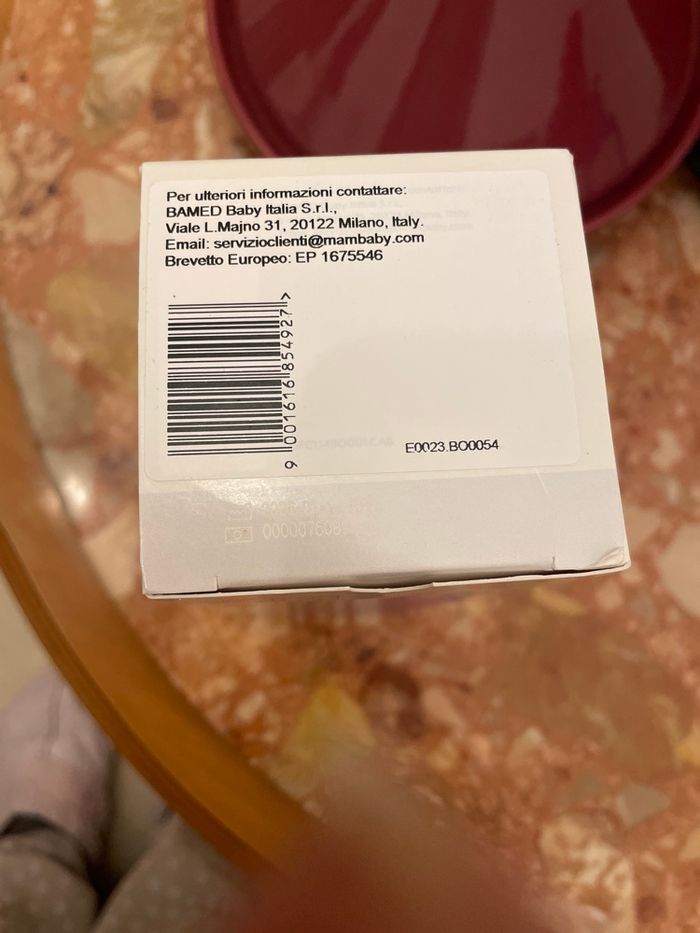 Per ulteriori informazioni contattare:
BAMED Baby Italia S.r.l.,
Viale L.Majno 31, 20122 Milano, Italy.
Email: servizioclienti@mambaby.com
Brevetto Europeo: EP 1675546
9 001616 854927 >
E0023.BO0054